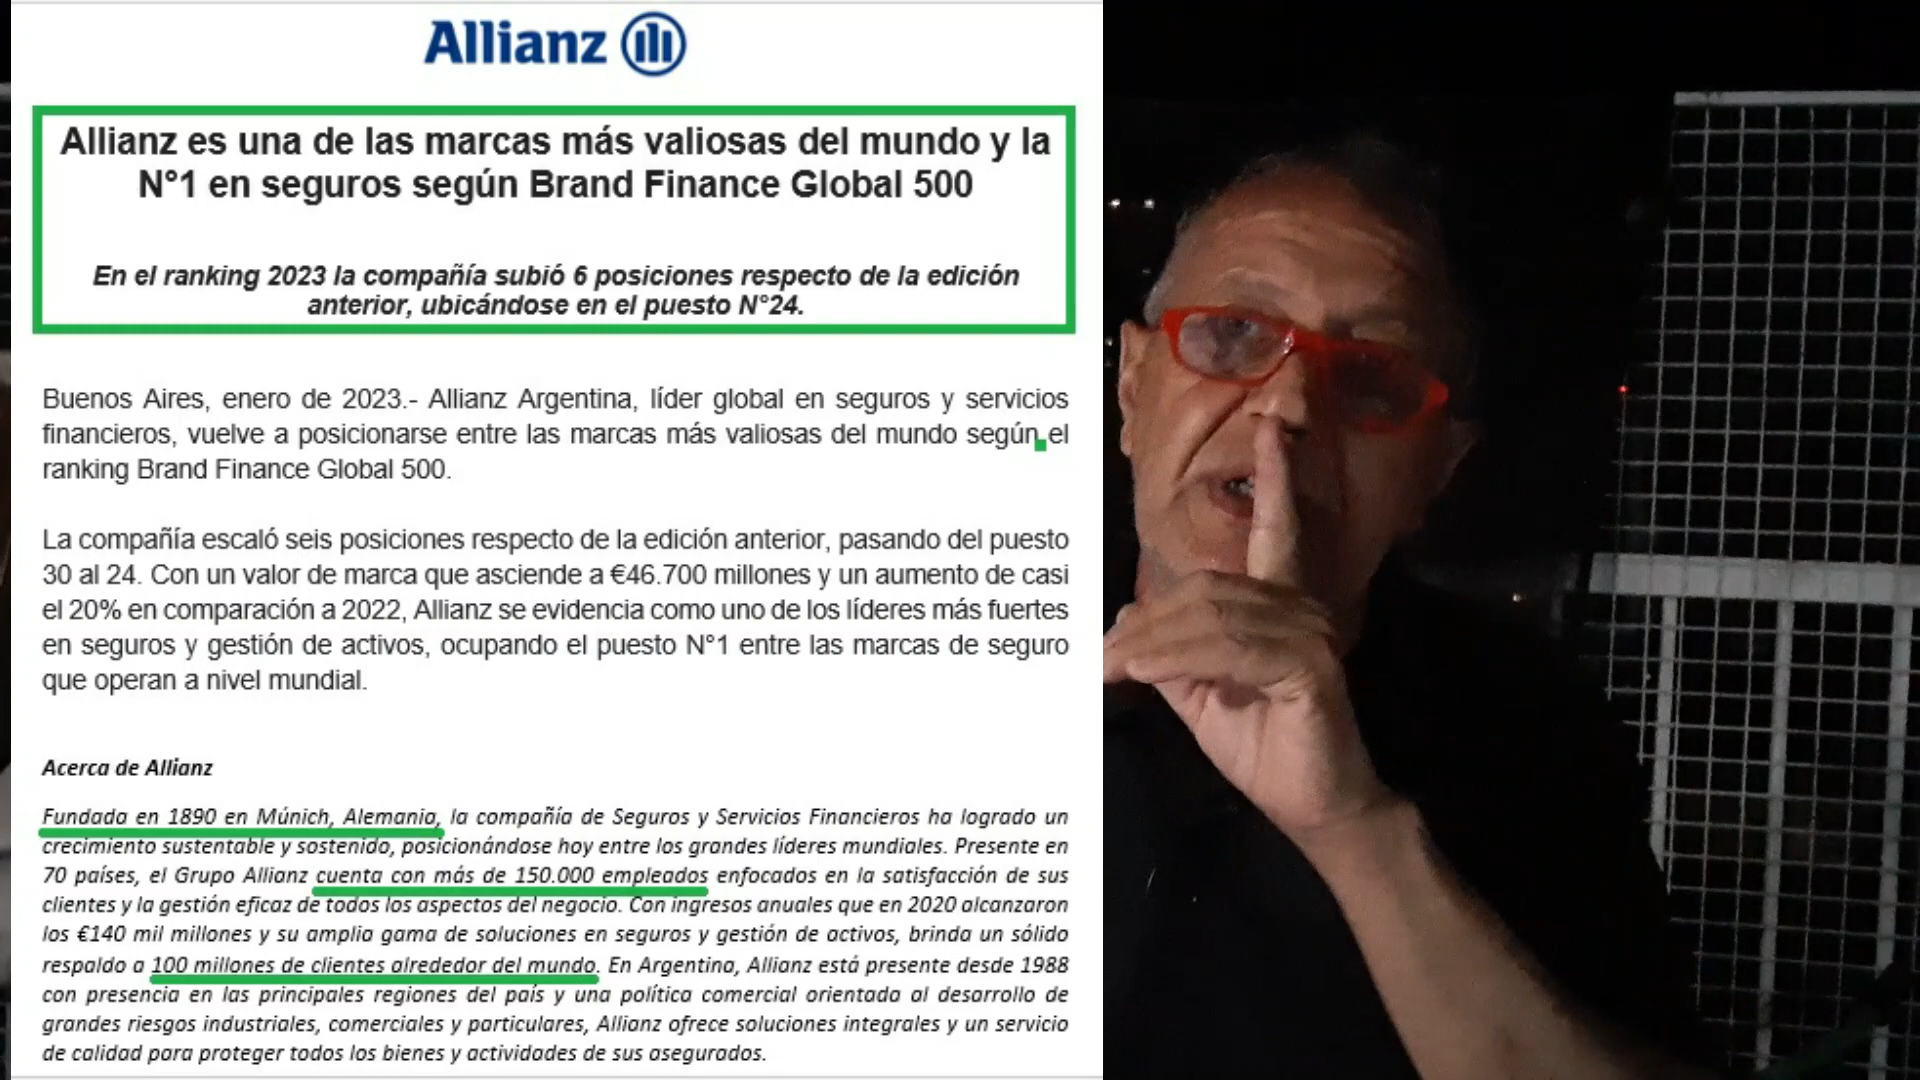 Allianz
Allianz es una de las marcas más valiosas del mundo y la
N°1 en seguros según Brand Finance Global 500
En el ranking 2023 la compañía subió 6 posiciones respecto de la edición
anterior, ubicándose en el puesto N°24.
Buenos Aires, enero de 2023.- Allianz Argentina, líder global en seguros y servicios
financieros, vuelve a posicionarse entre las marcas más valiosas del mundo según el
ranking Brand Finance Global 500.
La compañía escaló seis posiciones respecto de la edición anterior, pasando del puesto
30 al 24. Con un valor de marca que asciende a €46.700 millones y un aumento de casi
el 20% en comparación a 2022, Allianz se evidencia como uno de los líderes más fuertes
en seguros y gestión de activos, ocupando el puesto N°1 entre las marcas de seguro
que operan a nivel mundial.
Acerca de Allianz
Fundada en 1890 en Múnich, Alemania, la compañía de Seguros y Servicios Financieros ha logrado un
crecimiento sustentable y sostenido, posicionándose hoy entre los grandes líderes mundiales. Presente en
70 países, el Grupo Allianz cuenta con más de 150.000 empleados enfocados en la satisfacción de sus
clientes y la gestión eficaz de todos los aspectos del negocio. Con ingresos anuales que en 2020 alcanzaron
los €140 mil millones y su amplia gama de soluciones en seguros y gestión de activos, brinda un sólido
respaldo a 100 millones de clientes alrededor del mundo. En Argentina, Allianz está presente desde 1988
con presencia en las principales regiones del país y una política comercial orientada al desarrollo de
grandes riesgos industriales, comerciales y particulares, Allianz ofrece soluciones integrales y un servicio
de calidad para proteger todos los bienes y actividades de sus asegurados.